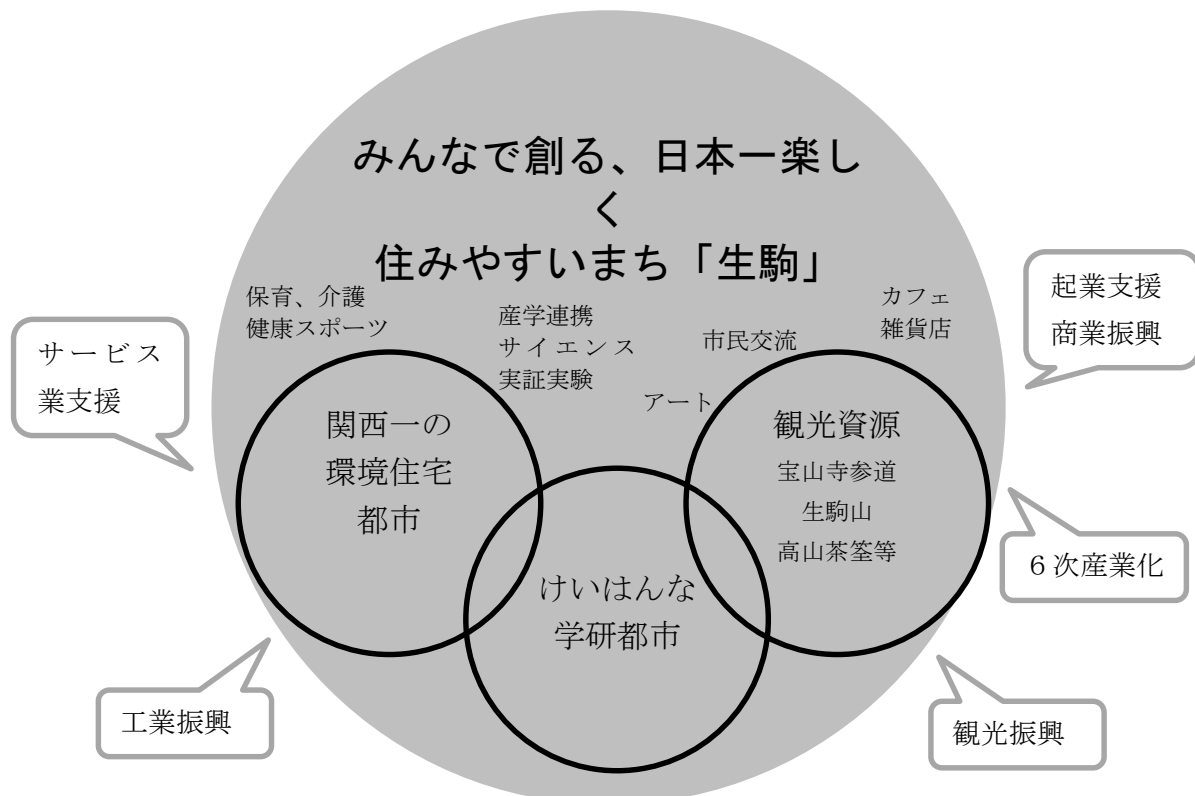 みんなで創る、日本一楽し
く
住みやすいまち「生駒」
保育、介護
健康スポーツ
産学連携
サイエンス
実証実験
市民交流
アート
カフェ
雑貨店
起業支援
商業振興
サービス
業支援
関西一の
環境住宅
都市
けいはんな
学研都市
観光資源
宝山寺参道
生駒山
高山茶筌等
６次産業化
工業振興
観光振興